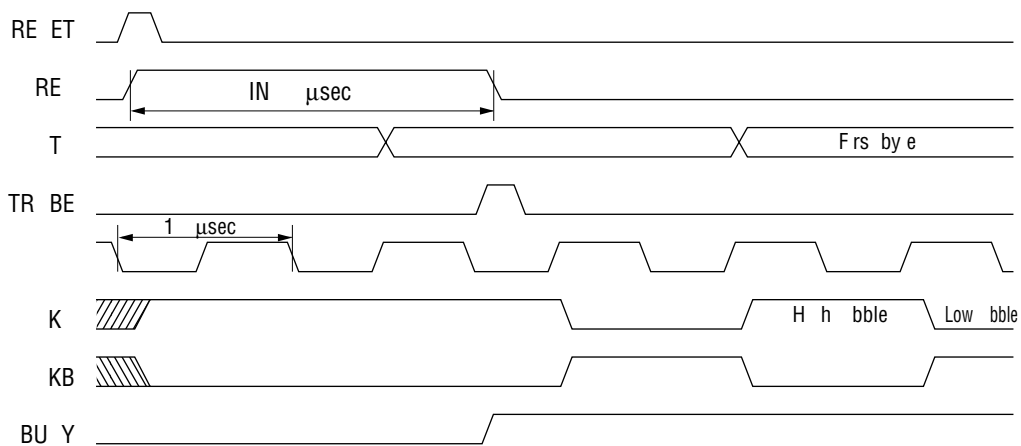 RE ET
RE
IN µsec
T
F rs by e
TR BE
1 µsec
K
H h bble
Low bble
KB
BU Y